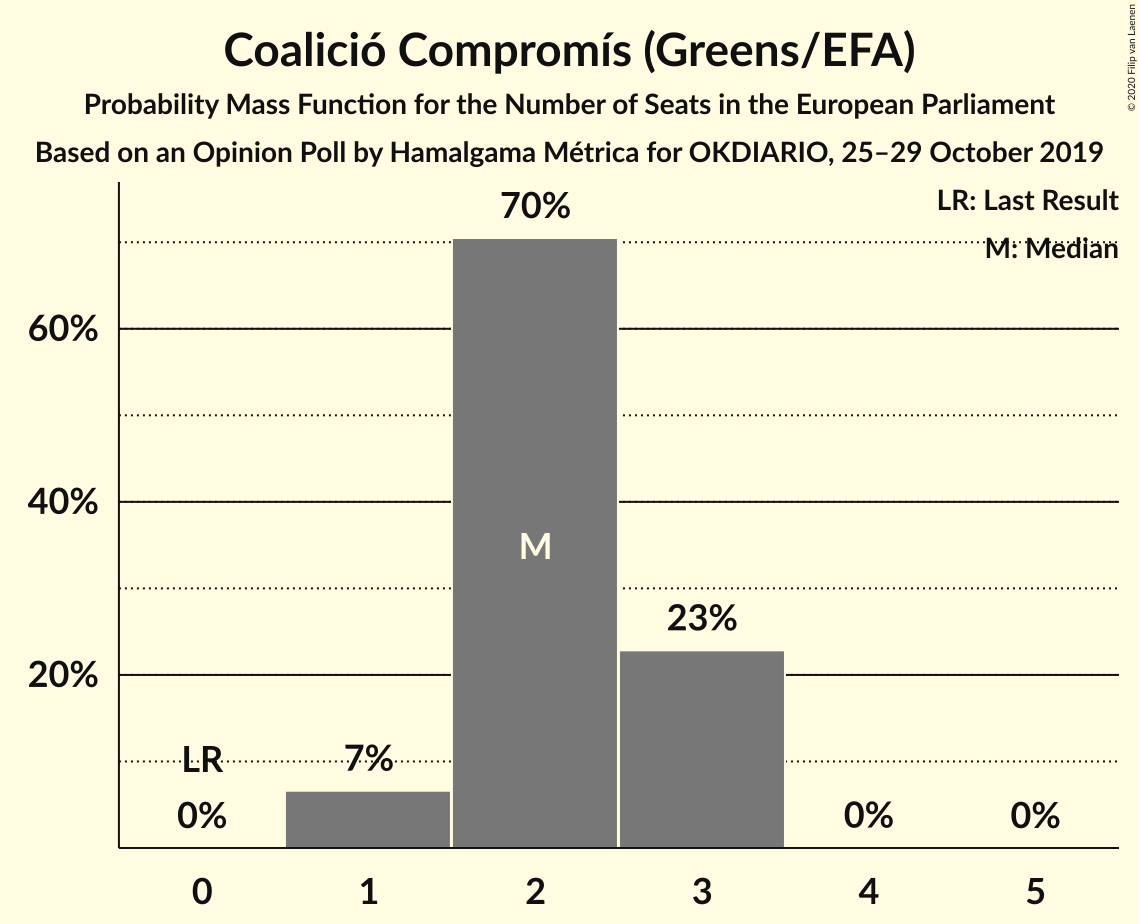 Coalició Compromís (Greens/EFA)
Probability Mass Function for the Number of Seats in the European Parliament
Based on an Opinion Poll by Hamalgama Métrica for OKDIARIO, 25–29 October 2019
© 2020 Filip van Laenen
LR: Last Result
M: Median
70%
60%
40%
M
23%
20%
LR
7%
0%
0%
0%
0 1 2 3 4 5